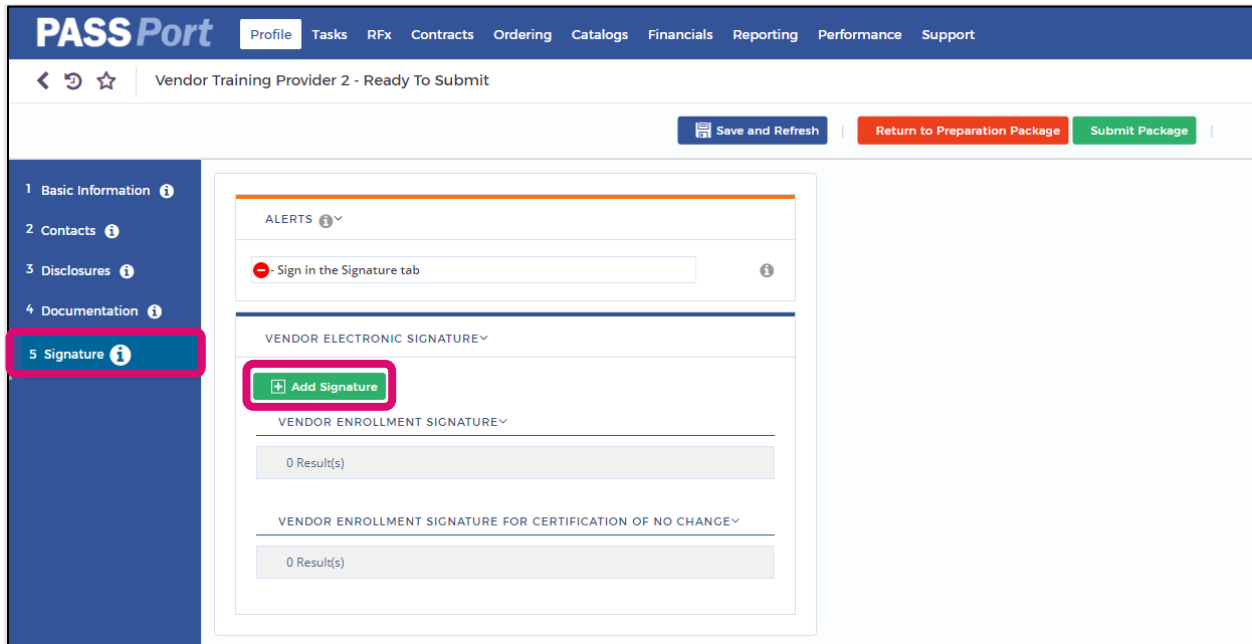 PASSPort Profile Tasks RFx Contracts Ordering Catalogs Financials Reporting Performance Support
Vendor Training Provider 2 - Ready To Submit
Save and Refresh Return to Preparation Package Submit Package
1 Basic Information
2 Contacts
3 Disclosures
4 Documentation
5 Signature
ALERTS
- Sign in the Signature tab
VENDOR ELECTRONIC SIGNATURE
Add Signature
VENDOR ENROLLMENT SIGNATURE
0 Result(s)
VENDOR ENROLLMENT SIGNATURE FOR CERTIFICATION OF NO CHANGE
0 Result(s)